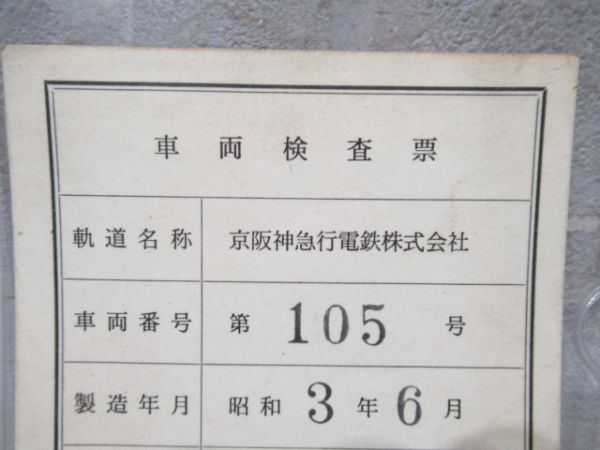 車両検査票
軌道名称 京阪神急行電鉄株式会社
車両番号 第 105 号
製造年月 昭和 3 年 6 月